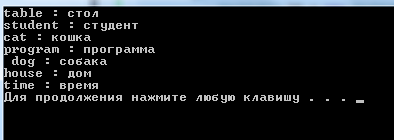 table : стол
student : студент
cat : кошка
program : программа
 dog : собака
house : дом
time : время
Для продолжения нажмите любую клавишу . . . _